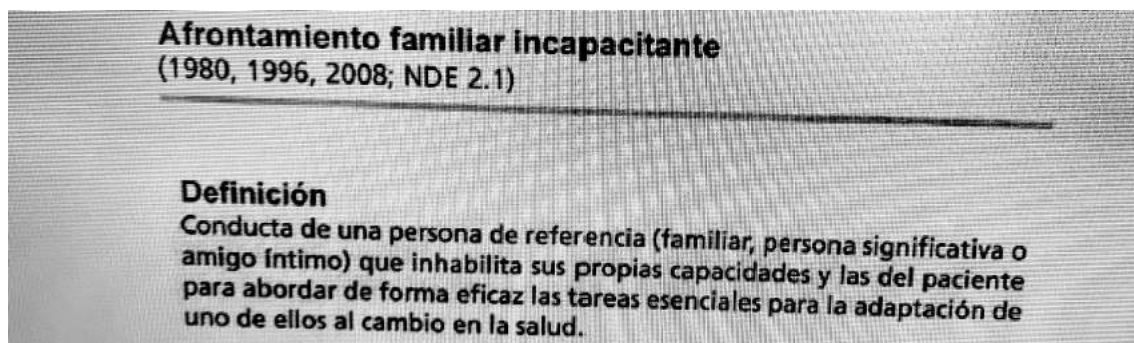 Afrontamiento familiar incapacitante
(1980, 1996, 2008; NDE 2.1)
Definición
Conducta de una persona de referencia (familiar, persona significativa o
amigo íntimo) que inhabilita sus propias capacidades y las del paciente
para abordar de forma eficaz las tareas esenciales para la adaptación de
uno de ellos al cambio en la salud.